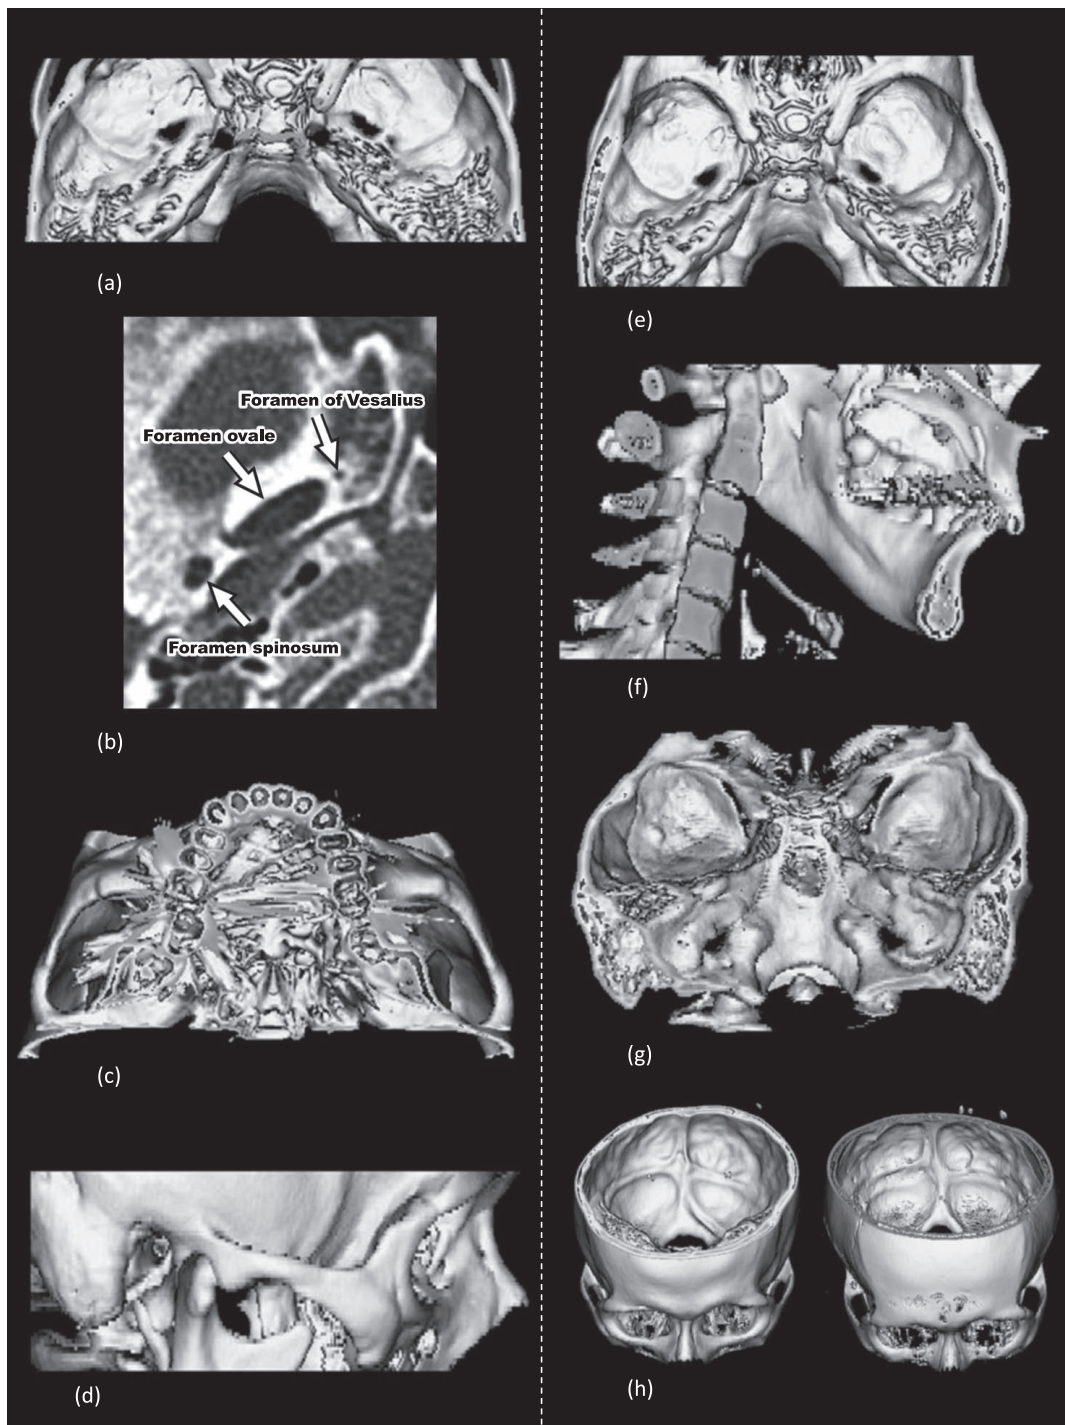 (a)
Foramen of Vesalius
Foramen ovale
Foramen spinosum
(b)
(c)
(d)
(e)
(f)
(g)
(h)